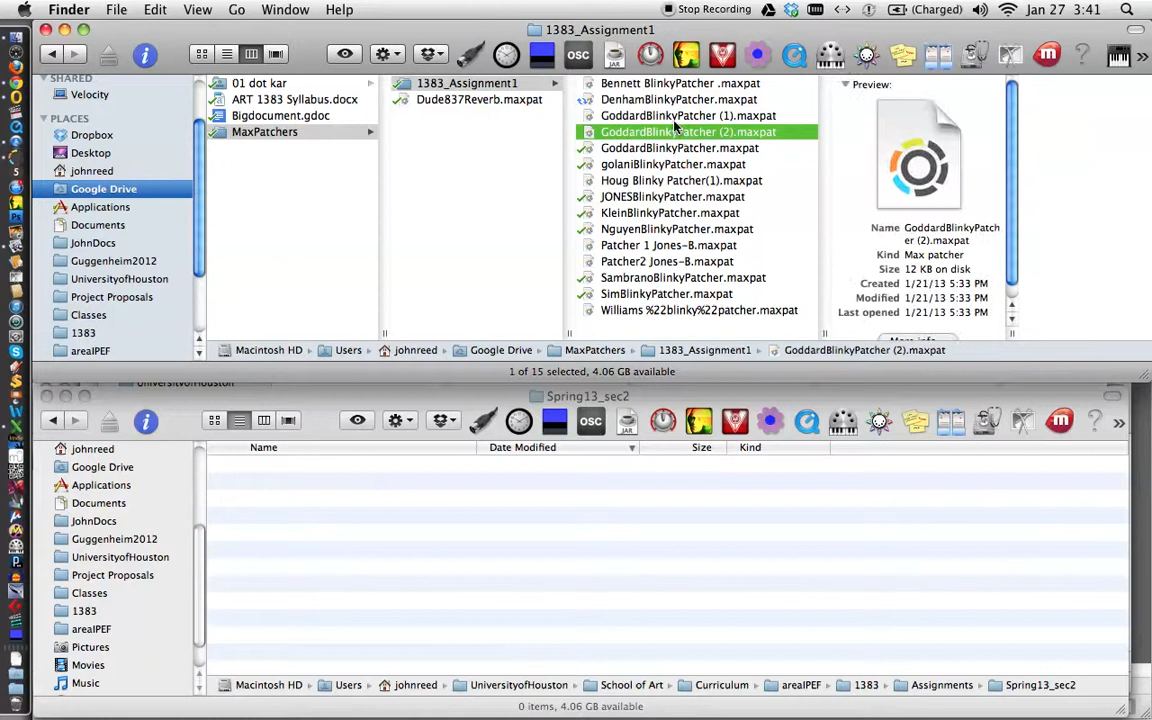 Finder File Edit View Go Window Help Stop Recording (Charged) Jan 27 3:41
1383_Assignment1
OSC JAR
SHARED
Velocity
PLACES
Dropbox
Desktop
johnreed
Google Drive
Applications
Documents
JohnDocs
Guggenheim2012
UniversityofHouston
Project Proposals
Classes
1383
areaIPEF
01 dot kar
ART 1383 Syllabus.docx
Bigdocument.gdoc
MaxPatchers
1383_Assignment1
Dude837Reverb.maxpat
Bennett BlinkyPatcher .maxpat
DenhamBlinkyPatcher.maxpat
GoddardBlinkyPatcher (1).maxpat
GoddardBlinkyPatcher (2).maxpat
GoddardBlinkyPatcher.maxpat
golaniBlinkyPatcher.maxpat
Houg Blinky Patcher(1).maxpat
JONESBlinkyPatcher.maxpat
KleinBlinkyPatcher.maxpat
NguyenBlinkyPatcher.maxpat
Patcher 1 Jones-B.maxpat
Patcher2 Jones-B.maxpat
SambranoBlinkyPatcher.maxpat
SimBlinkyPatcher.maxpat
Williams %22blinky%22patcher.maxpat
Preview:
Name GoddardBlinkyPatch
er (2).maxpat
Kind Max patcher
Size 12 KB on disk
Created 1/21/13 5:33 PM
Modified 1/21/13 5:33 PM
Last opened 1/21/13 5:33 PM
Macintosh HD Users johnreed Google Drive MaxPatchers 1383_Assignment1 GoddardBlinkyPatcher (2).maxpat
1 of 15 selected, 4.06 GB available
Spring13_sec2
OSC JAR
Name Date Modified Size Kind
johnreed
Google Drive
Applications
Documents
JohnDocs
Guggenheim2012
UniversityofHouston
Project Proposals
Classes
1383
areaIPEF
Pictures
Movies
Music
Macintosh HD Users johnreed UniversityofHouston School of Art Curriculum areaIPEF 1383 Assignments Spring13_sec2
0 items, 4.06 GB available